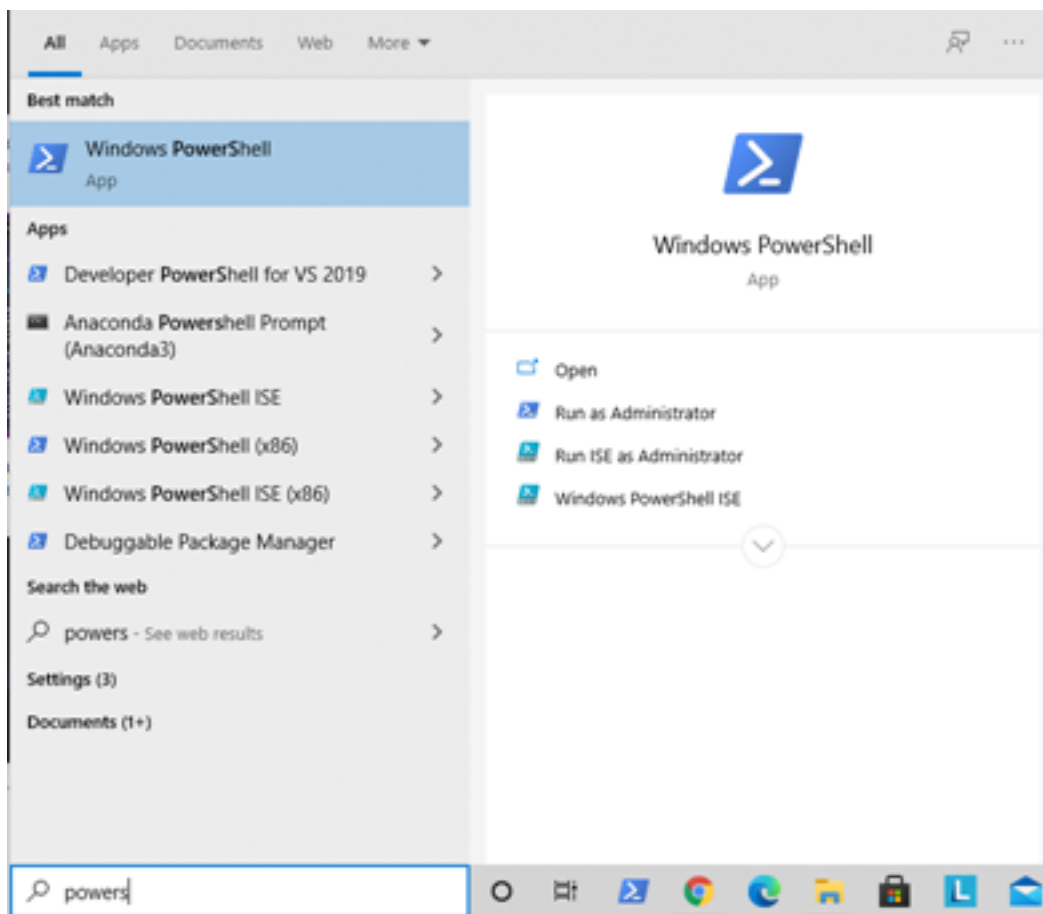 All Apps Documents Web More
Best match
Windows PowerShell
App
Apps
Developer PowerShell for VS 2019
Anaconda Powershell Prompt
(Anaconda3)
Windows PowerShell ISE
Windows PowerShell (x86)
Windows PowerShell ISE (x86)
Debuggable Package Manager
Search the web
powers - See web results
Settings (3)
Documents (1+)
powers
Windows PowerShell
App
Open
Run as Administrator
Run ISE as Administrator
Windows PowerShell ISE
L